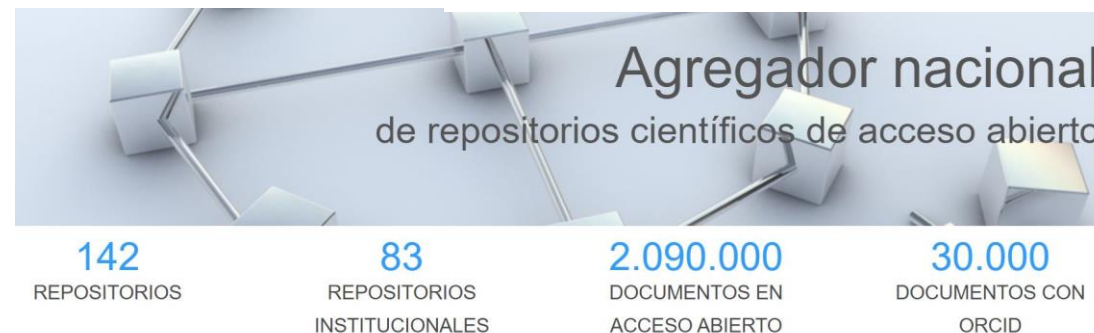 Agregador nacional
de repositorios científicos de acceso abierto
142
REPOSITORIOS
83
REPOSITORIOS
INSTITUCIONALES
2.090.000
DOCUMENTOS EN
ACCESO ABIERTO
30.000
DOCUMENTOS CON
ORCID